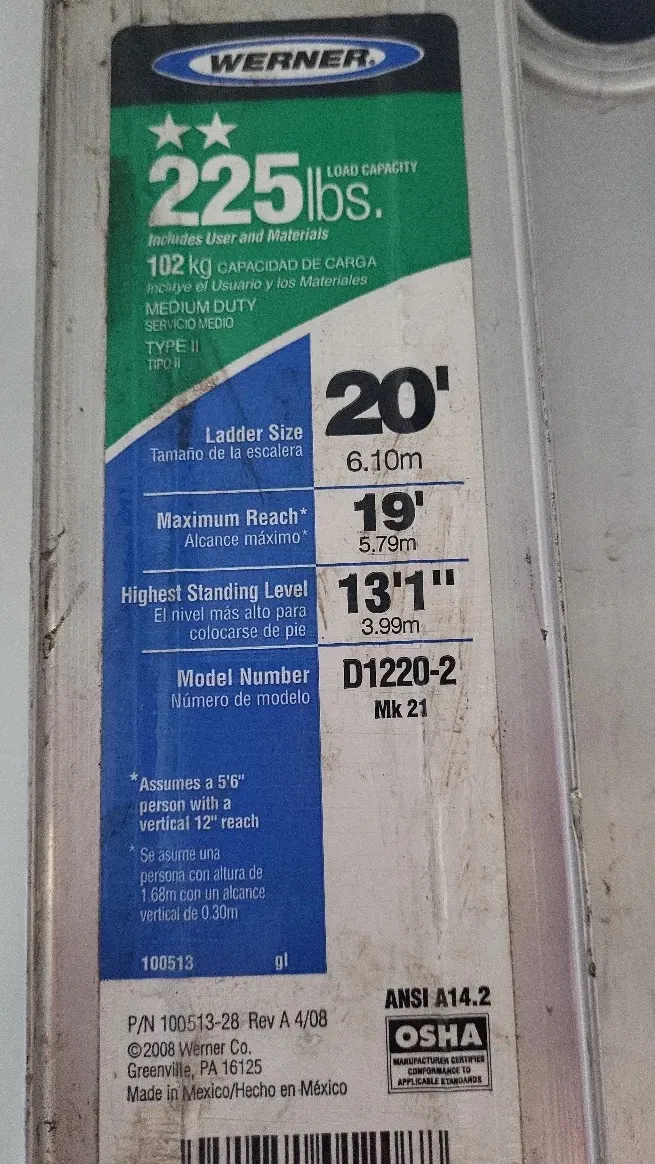 WERNER®
225lbs. LOAD CAPACITY
Includes User and Materials
102 kg CAPACIDAD DE CARGA
Incluye el Usuario y los Materiales
MEDIUM DUTY
SERVICIO MEDIO
TYPE II
TIPO II
Ladder Size 20'
Tamaño de la escalera 6.10m
Maximum Reach* 19'
Alcance máximo* 5.79m
Highest Standing Level 13'1"
El nivel más alto para
colocarse de pie 3.99m
Model Number D1220-2
Número de modelo Mk 21
*Assumes a 5'6"
person with a
vertical 12" reach
* Se asume una
persona con altura de
1.68m con un alcance
vertical de 0.30m
100513 gl
P/N 100513-28 Rev A 4/08
©2008 Werner Co.
Greenville, PA 16125
Made in Mexico/Hecho en México
ANSI A14.2
OSHA
MANUFACTURER CERTIFIES
CONFORMANCE TO
APPLICABLE STANDARDS